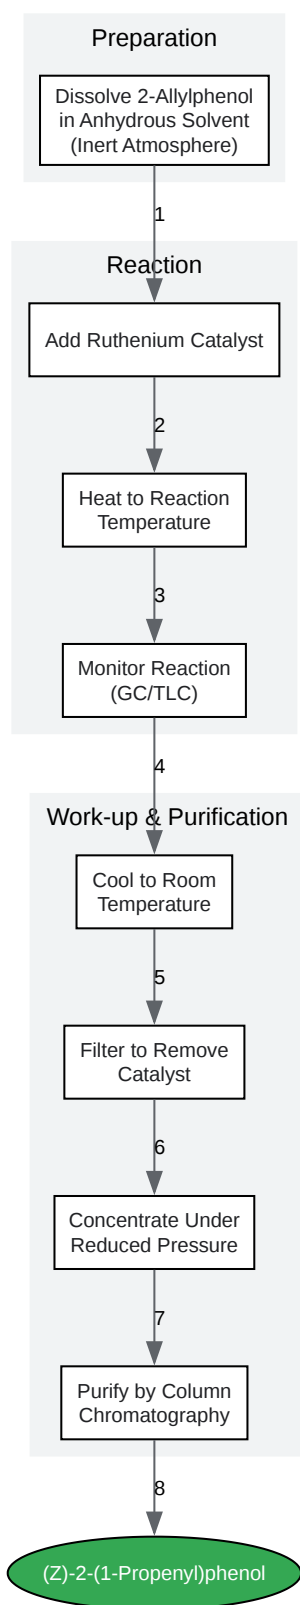 Preparation
Dissolve 2-Allylphenol
in Anhydrous Solvent
(Inert Atmosphere)
1
Reaction
Add Ruthenium Catalyst
2
Heat to Reaction
Temperature
3
Monitor Reaction
(GC/TLC)
4
Work-up & Purification
Cool to Room
Temperature
5
Filter to Remove
Catalyst
6
Concentrate Under
Reduced Pressure
7
Purify by Column
Chromatography
8
(Z)-2-(1-Propenyl)phenol